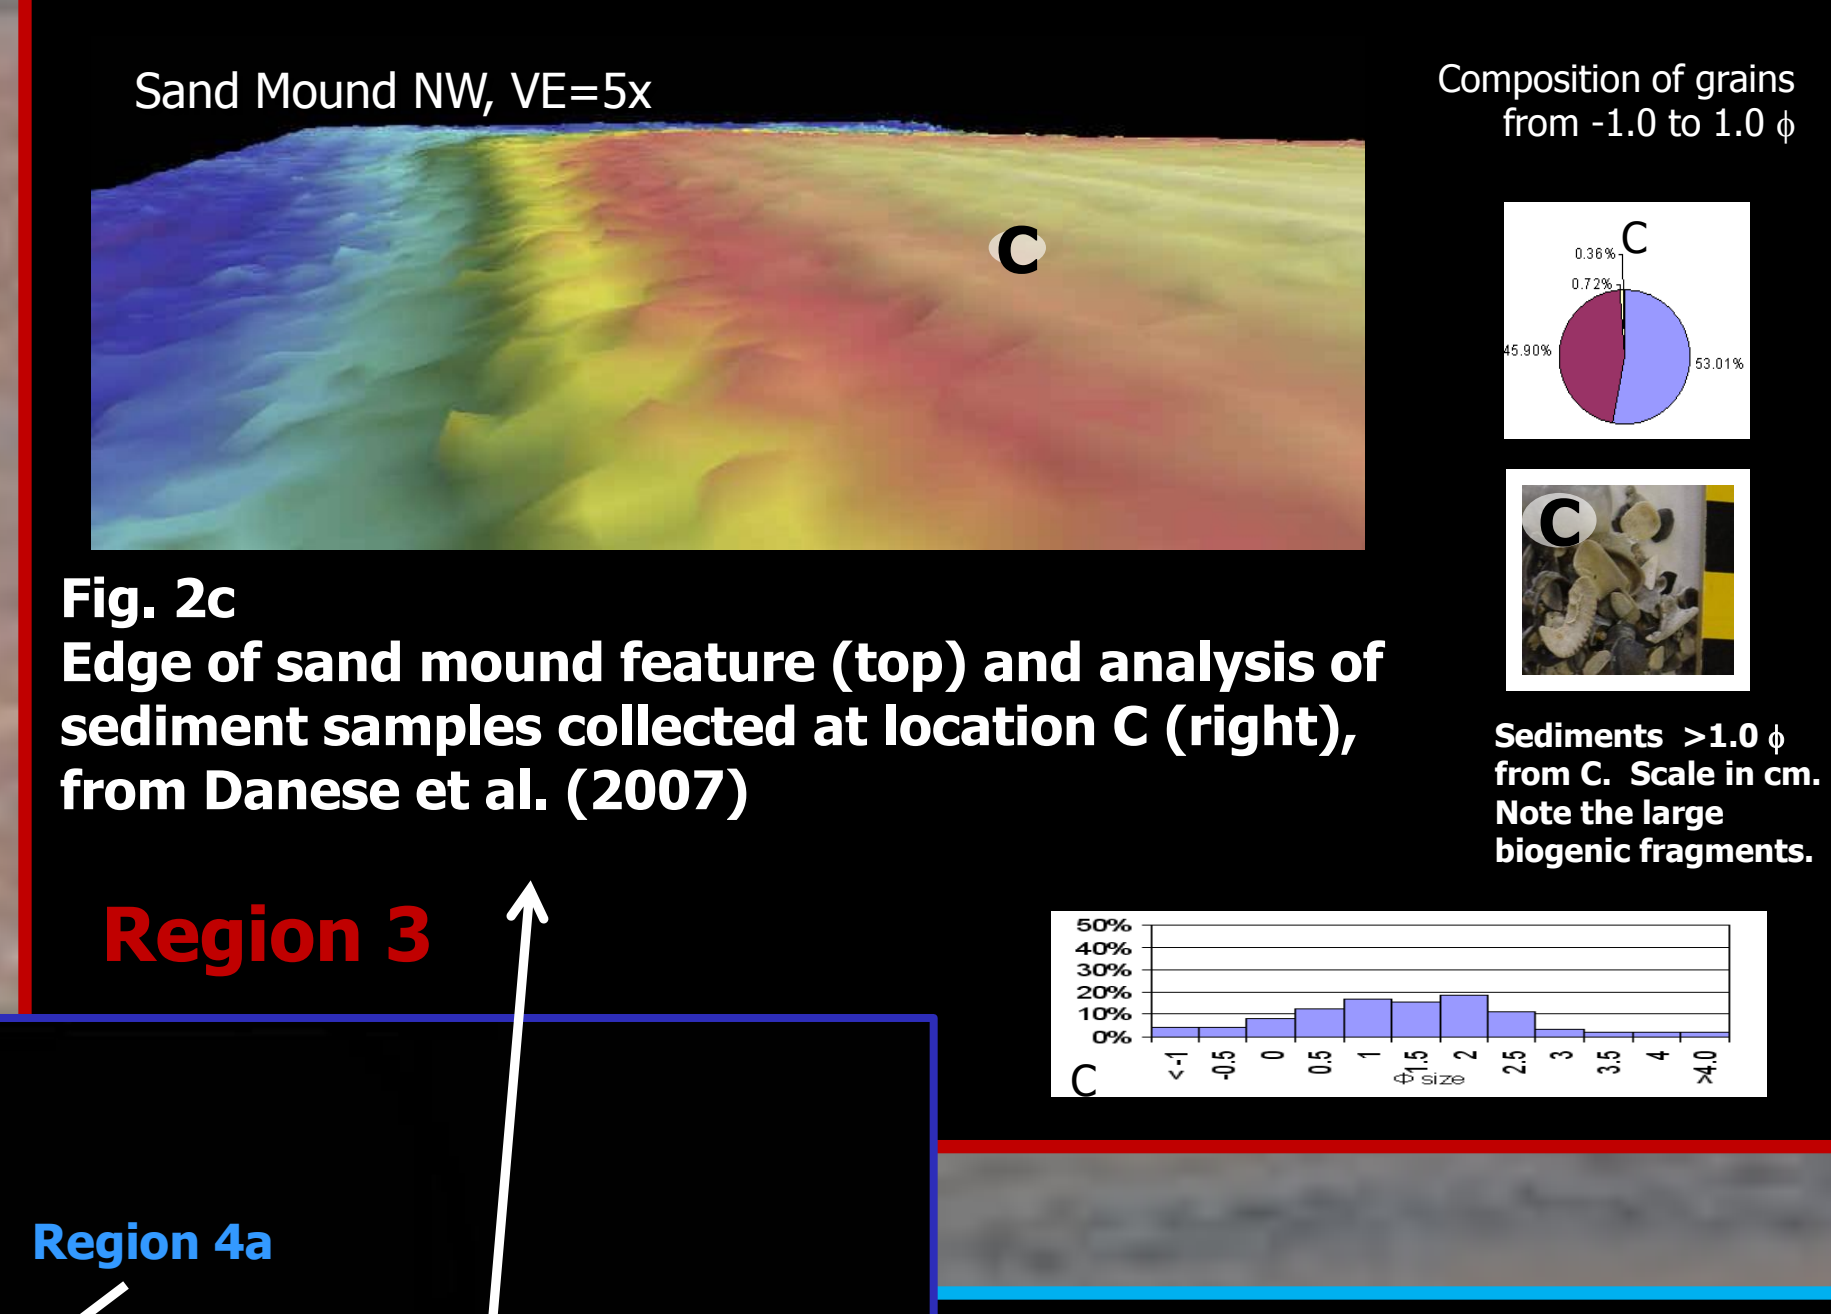 Sand Mound NW, VE=5x
C
Composition of grains
from -1.0 to 1.0 ϕ
C
0.36%
0.72%
45.90%
53.01%
C
Fig. 2c
Edge of sand mound feature (top) and analysis of
sediment samples collected at location C (right),
from Danese et al. (2007)
Sediments >1.0 ϕ
from C. Scale in cm.
Note the large
biogenic fragments.
Region 3
50%
40%
30%
20%
10%
0%
< -1
-0.5
0
0.5
1
1.5
2
2.5
3
3.5
4
>4.0
Φ size
C
Region 4a